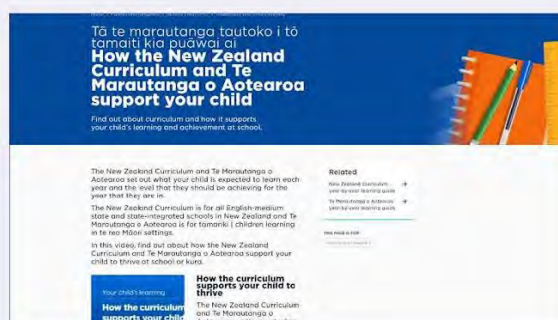 Tā te marautanga tautoko i tō
tamaiti kia puāwai ai
How the New Zealand
Curriculum and Te
Marautanga o Aotearoa
support your child
Find out about curriculum and how it supports
your child's learning and achievement at school.
The New Zealand Curriculum and Te Marautanga o
Aotearoa set out what your child is expected to learn each
year and the level that they should be achieving for the
year that they are in.
The New Zealand Curriculum is for all English-medium
state and state-integrated schools in New Zealand and Te
Marautanga o Aotearoa is for tamariki | children learning
in te reo Māori settings.
In this video, find out about how the New Zealand
Curriculum and Te Marautanga o Aotearoa support your
child to thrive at school or kura.
Your child's learning
How the curriculum
supports your child
How the curriculum
supports your child to
thrive
The New Zealand Curriculum
and Te Marautanga o
Related
New Zealand Curriculum
year-by-year learning guide
Te Marautanga o Aotearoa
year-by-year learning guide
THIS PAGE IS FOR